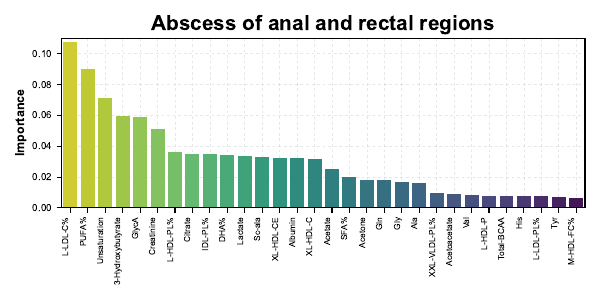 Abscess of anal and rectal regions
Importance
0.10
0.08
0.06
0.04
0.02
0.00
L-LDL-C%
PUFA%
Unsaturation
3-Hydroxybutyrate
GlycA
Creatinine
L-HDL-PL%
Citrate
IDL-PL%
DHA%
Lactate
Sc-ala
XL-HDL-CE
Albumin
XL-HDL-C
Acetate
SFA%
Acetone
Gln
Gly
Ala
XXL-VLDL-PL%
Acetoacetate
Val
L-HDL-P
Total-BCAA
His
L-LDL-PL%
Tyr
M-HDL-FC%